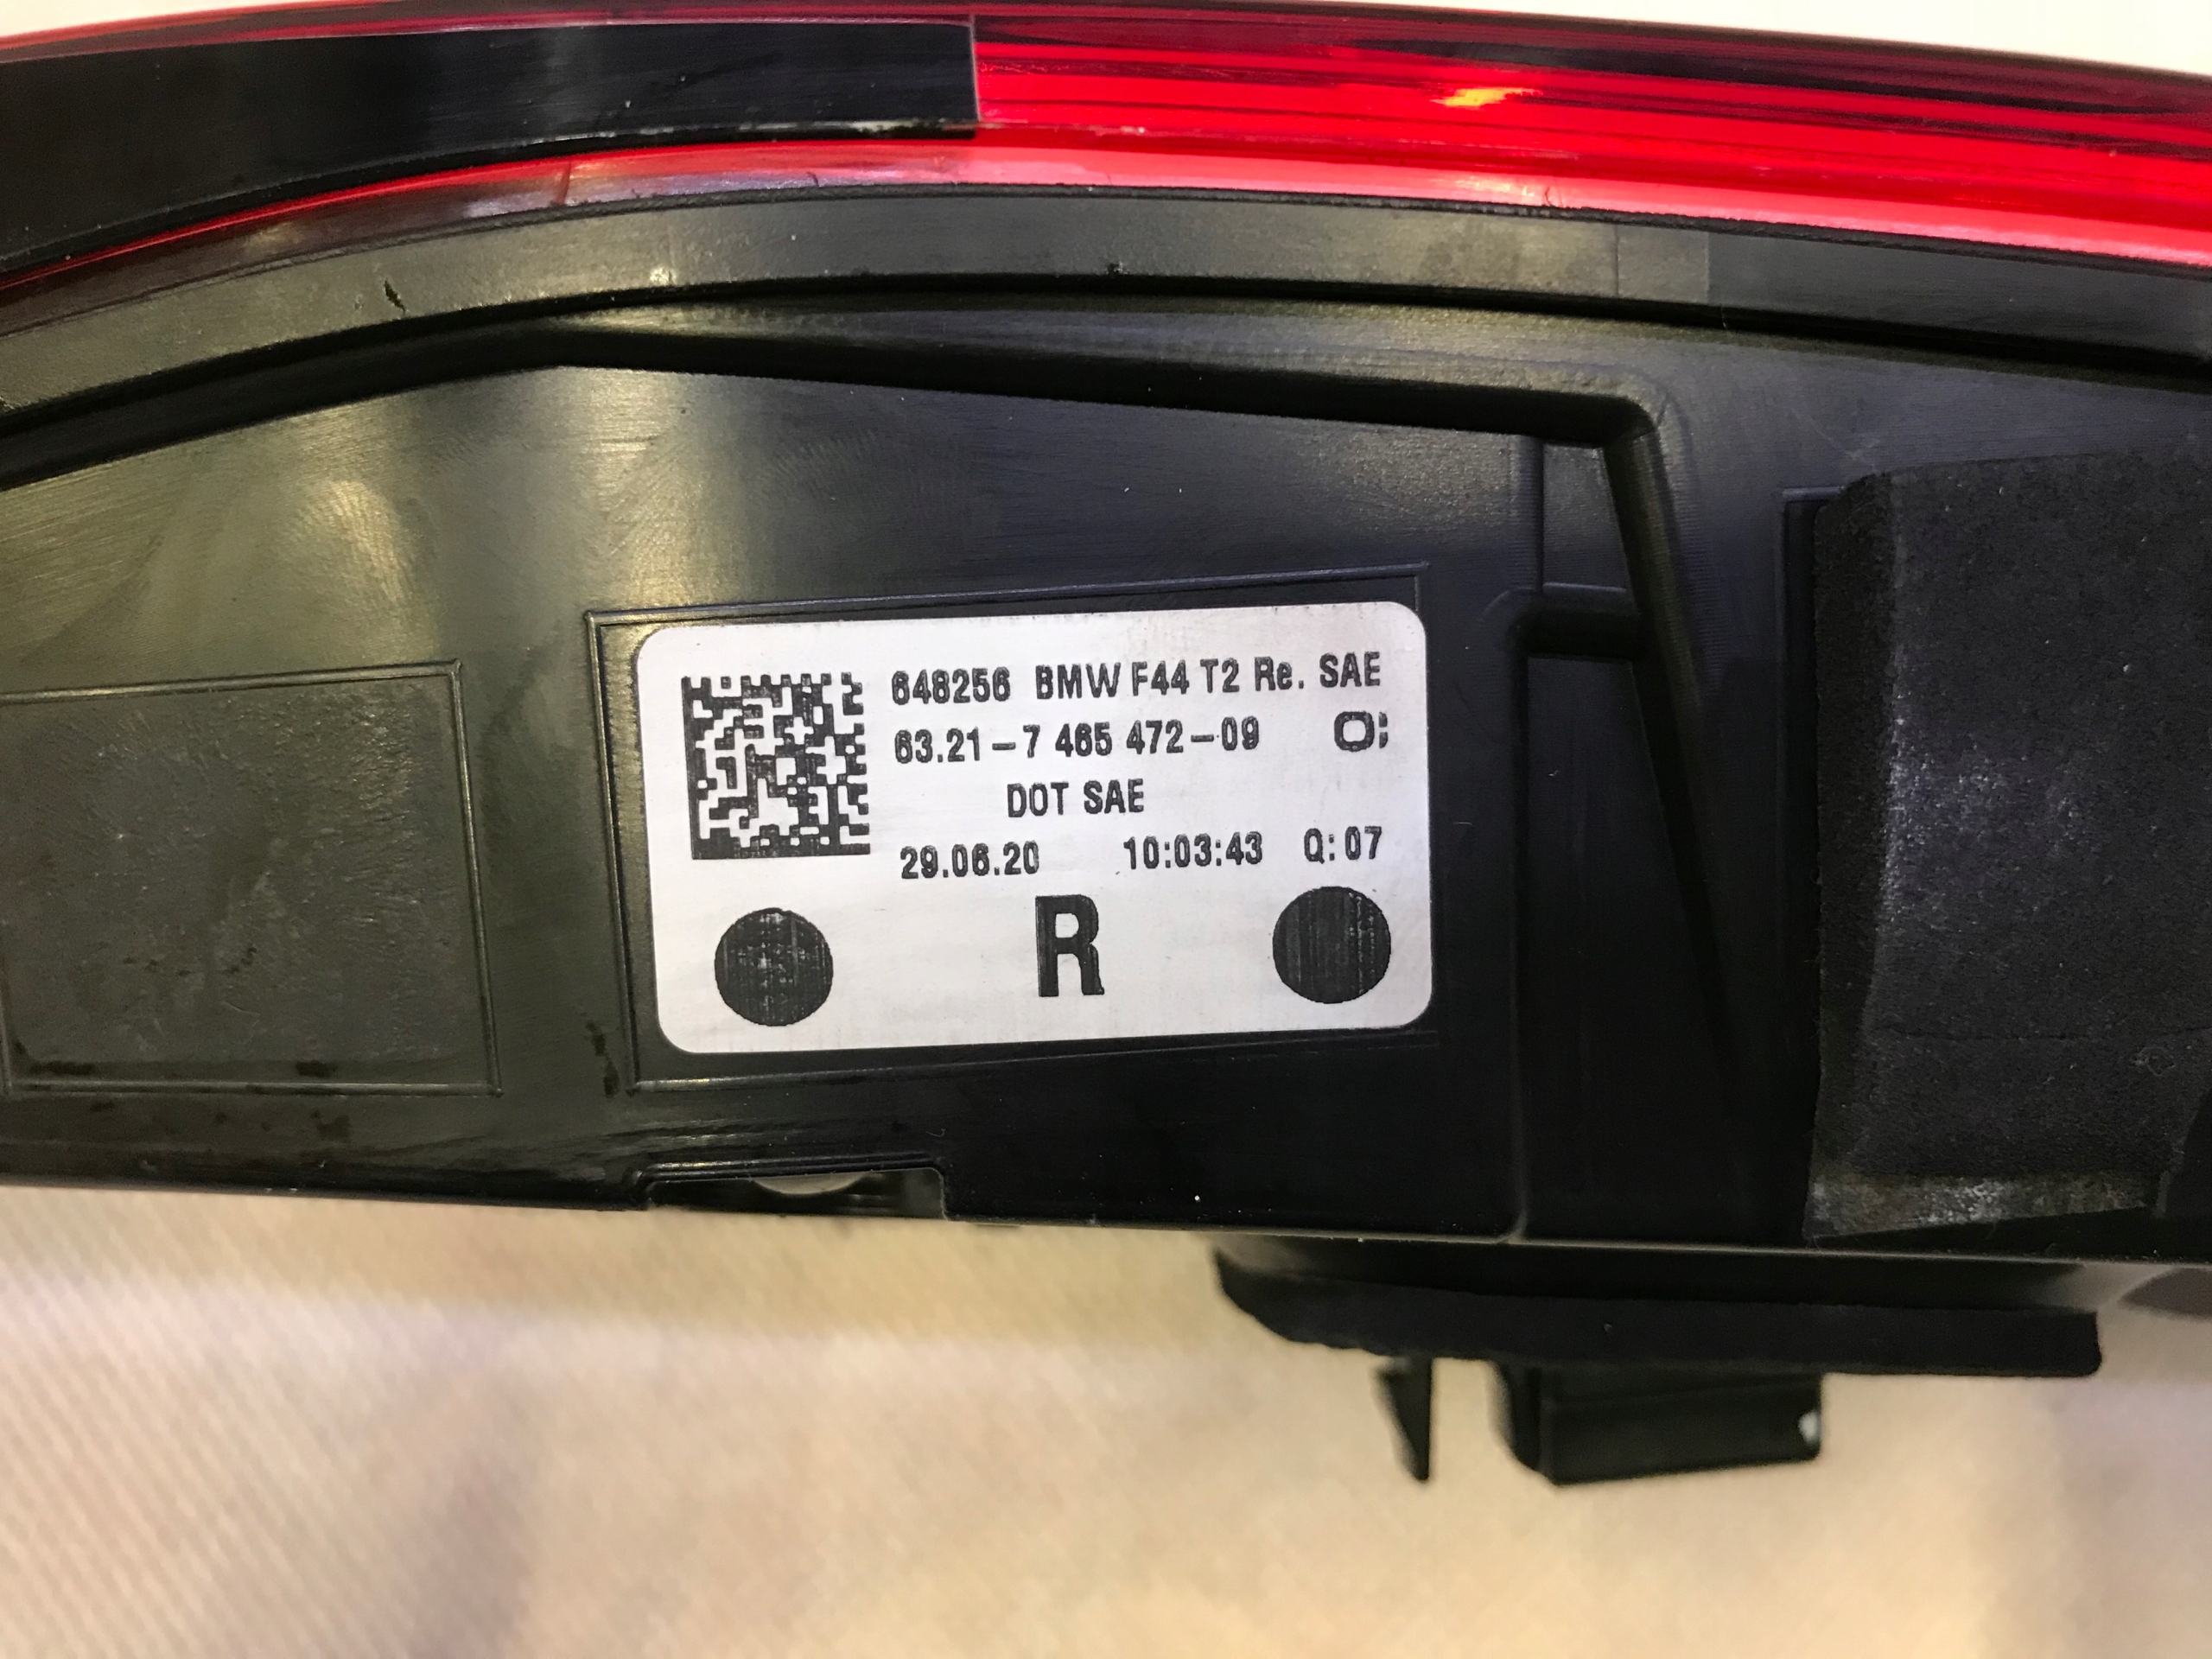 648256 BMW F44 T2 Re. SAE
63.21-7 465 472-09 O:
DOT SAE
29.06.20 10:03:43 Q:07
R